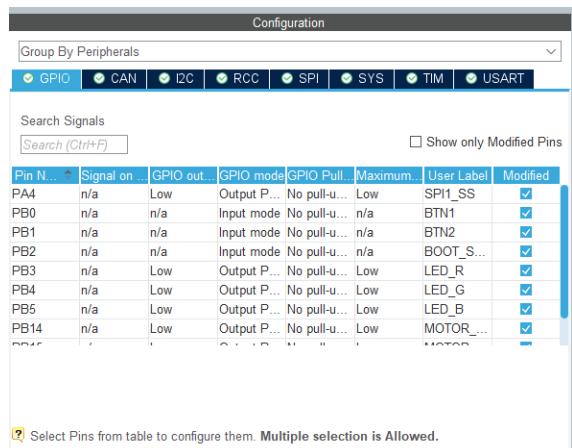 Configuration
Group By Peripherals
GPIO CAN I2C RCC SPI SYS TIM USART
Search Signals
Search (Ctrl+F) Show only Modified Pins
Pin N... Signal on ... GPIO out... GPIO mode GPIO Pull... Maximum... User Label Modified
PA4 n/a Low Output P... No pull-u... Low SPI1_SS
PB0 n/a n/a Input mode No pull-u... n/a BTN1
PB1 n/a n/a Input mode No pull-u... n/a BTN2
PB2 n/a n/a Input mode No pull-u... n/a BOOT_S...
PB3 n/a Low Output P... No pull-u... Low LED_R
PB4 n/a Low Output P... No pull-u... Low LED_G
PB5 n/a Low Output P... No pull-u... Low LED_B
PB14 n/a Low Output P... No pull-u... Low MOTOR_...
Select Pins from table to configure them. Multiple selection is Allowed.